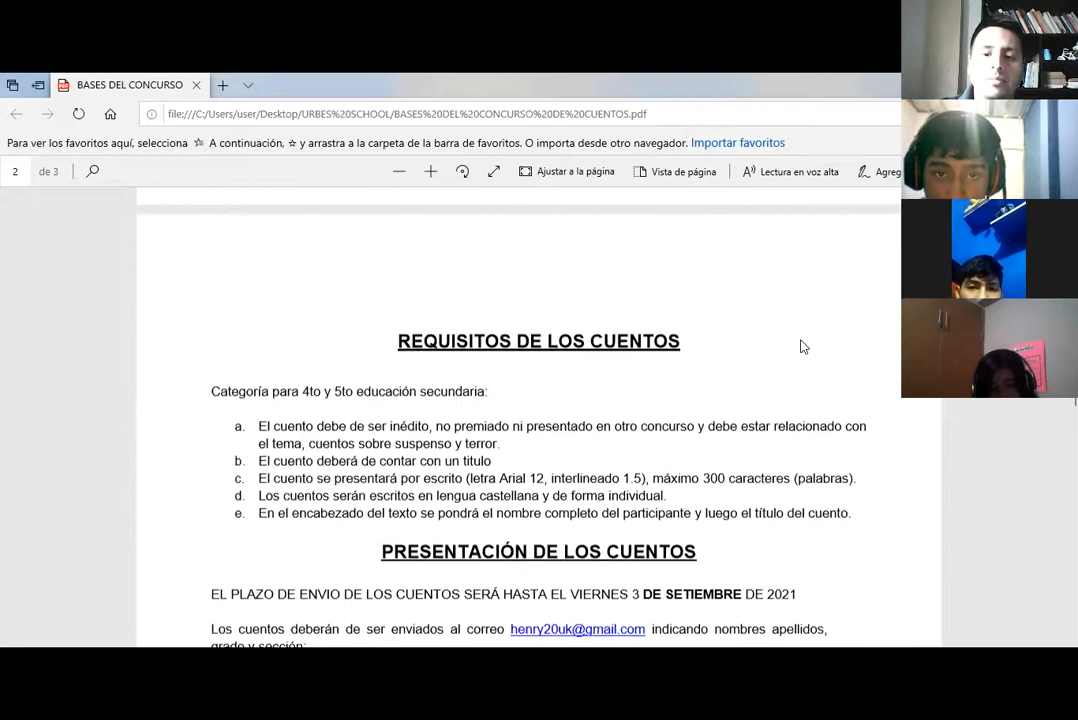 BASES DEL CONCURSO
file:///C:/Users/user/Desktop/URBES%20SCHOOL/BASES%20DEL%20CONCURSO%20DE%20CUENTOS.pdf
Para ver los favoritos aquí, selecciona ☆ A continuación, ☆ y arrastra a la carpeta de la barra de favoritos. O importa desde otro navegador. Importar favoritos
2 de 3 Ajustar a la página Vista de página Lectura en voz alta Agreg
REQUISITOS DE LOS CUENTOS
Categoría para 4to y 5to educación secundaria:
a. El cuento debe de ser inédito, no premiado ni presentado en otro concurso y debe estar relacionado con
el tema, cuentos sobre suspenso y terror.
b. El cuento deberá de contar con un titulo
c. El cuento se presentará por escrito (letra Arial 12, interlineado 1.5), máximo 300 caracteres (palabras).
d. Los cuentos serán escritos en lengua castellana y de forma individual.
e. En el encabezado del texto se pondrá el nombre completo del participante y luego el título del cuento.
PRESENTACIÓN DE LOS CUENTOS
EL PLAZO DE ENVIO DE LOS CUENTOS SERÁ HASTA EL VIERNES 3 DE SETIEMBRE DE 2021
Los cuentos deberán de ser enviados al correo henry20uk@gmail.com indicando nombres apellidos,
grado y sección: